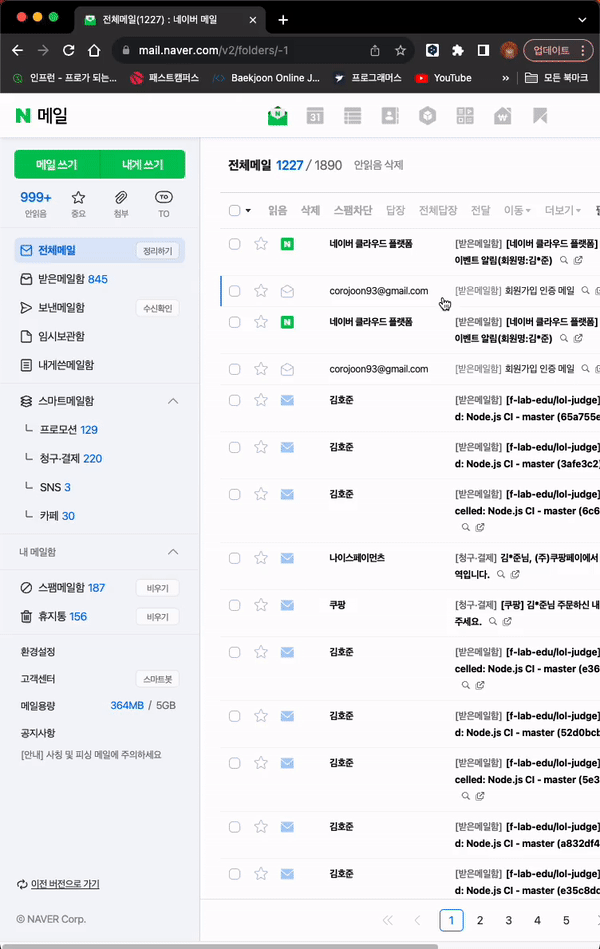 전체메일(1227) : 네이버 메일
mail.naver.com/v2/folders/-1
업데이트
인프런 - 프로가 되는...
패스트캠퍼스
Baekjoon Online J...
프로그래머스
YouTube
»
모든 북마크
N 메일
31
메일 쓰기
내게 쓰기
999+
안읽음
중요
첨부
TO
TO
전체메일
정리하기
받은메일함 845
보낸메일함
수신확인
임시보관함
내게쓴메일함
스마트메일함
프로모션 129
청구·결제 220
SNS 3
카페 30
내 메일함
스팸메일함 187
비우기
휴지통 156
비우기
환경설정
고객센터
스마트봇
메일용량
364MB / 5GB
공지사항
[안내] 사칭 및 피싱 메일에 주의하세요
이전 버전으로 가기
© NAVER Corp.
전체메일 1227 / 1890 안읽음 삭제
읽음 삭제 스팸차단 답장 전체답장 전달 이동 더보기
네이버 클라우드 플랫폼
[받은메일함] [네이버 클라우드 플랫폼]
이벤트 알림(회원명:김*준)
corojoon93@gmail.com
[받은메일함] 회원가입 인증 메일
네이버 클라우드 플랫폼
[받은메일함] [네이버 클라우드 플랫폼]
이벤트 알림(회원명:김*준)
corojoon93@gmail.com
[받은메일함] 회원가입 인증 메일
김호준
[받은메일함] [f-lab-edu/lol-judge]
d: Node.js CI - master (65a755e
김호준
[받은메일함] [f-lab-edu/lol-judge]
d: Node.js CI - master (3afe3c2)
김호준
[받은메일함] [f-lab-edu/lol-judge]
celled: Node.js CI - master (6c6
나이스페이먼츠
[청구·결제] 김*준님, (주)쿠팡페이에서
역입니다.
쿠팡
[청구·결제] [쿠팡] 김*준님 주문하신 내
주세요.
김호준
[받은메일함] [f-lab-edu/lol-judge]
celled: Node.js CI - master (e36
김호준
[받은메일함] [f-lab-edu/lol-judge]
d: Node.js CI - master (52d0bcb
김호준
[받은메일함] [f-lab-edu/lol-judge]
celled: Node.js CI - master (5e3
김호준
[받은메일함] [f-lab-edu/lol-judge]
d: Node.js CI - master (a832df4
김호준
[받은메일함] [f-lab-edu/lol-judge]
d: Node.js CI - master (e35c8dc
1 2 3 4 5